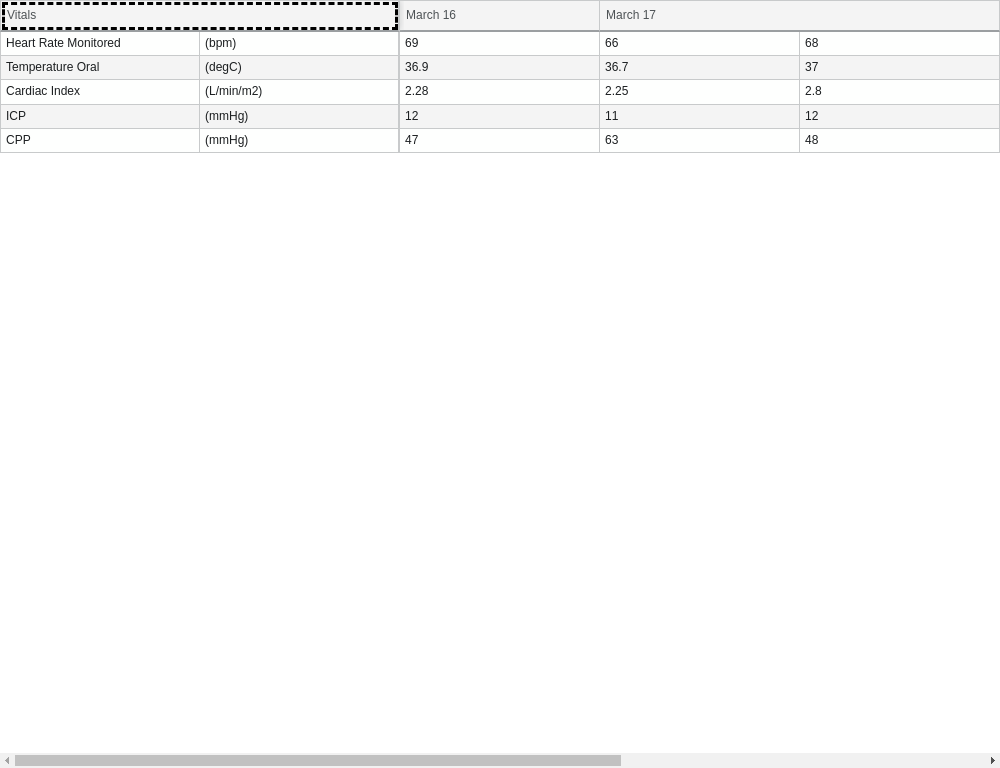 Vitals March 16 March 17
Heart Rate Monitored (bpm) 69 66 68
Temperature Oral (degC) 36.9 36.7 37
Cardiac Index (L/min/m2) 2.28 2.25 2.8
ICP (mmHg) 12 11 12
CPP (mmHg) 47 63 48